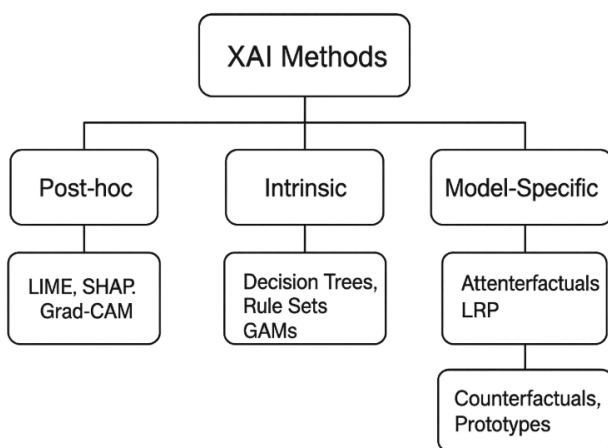 XAI Methods
Post-hoc
Intrinsic
Model-Specific
LIME, SHAP.
Grad-CAM
Decision Trees,
Rule Sets
GAMs
Attenterfactuals
LRP
Counterfactuals,
Prototypes